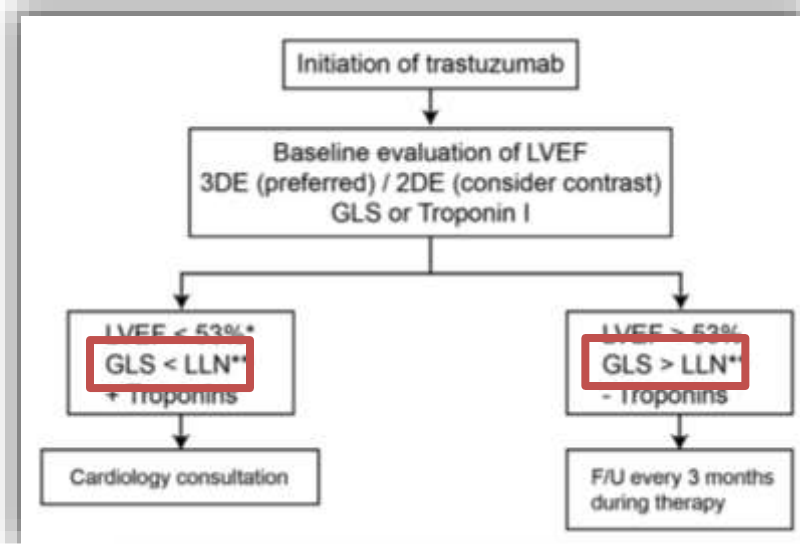 Initiation of trastuzumab
Baseline evaluation of LVEF
3DE (preferred) / 2DE (consider contrast)
GLS or Troponin I
LVEF < 53%*
GLS < LLN**
+ Troponins
LVEF > 53%
GLS > LLN**
- Troponins
Cardiology consultation
F/U every 3 months
during therapy